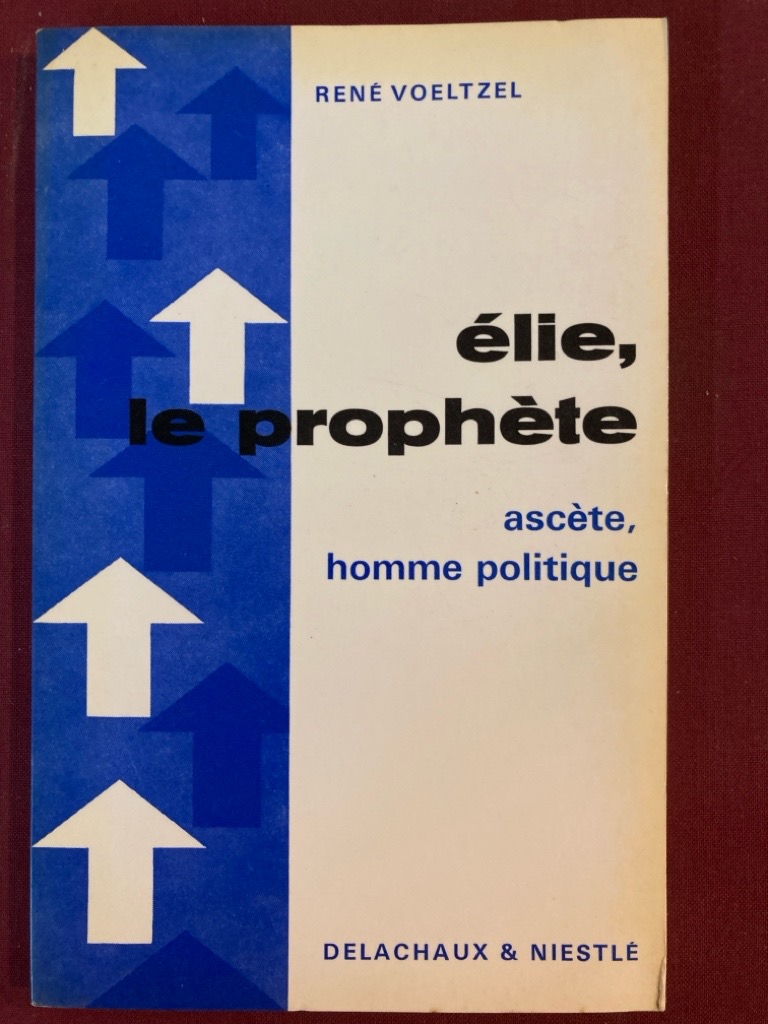 RENÉ VOELTZEL
élie,
le prophète
ascète,
homme politique
DELACHAUX & NIESTLÉ